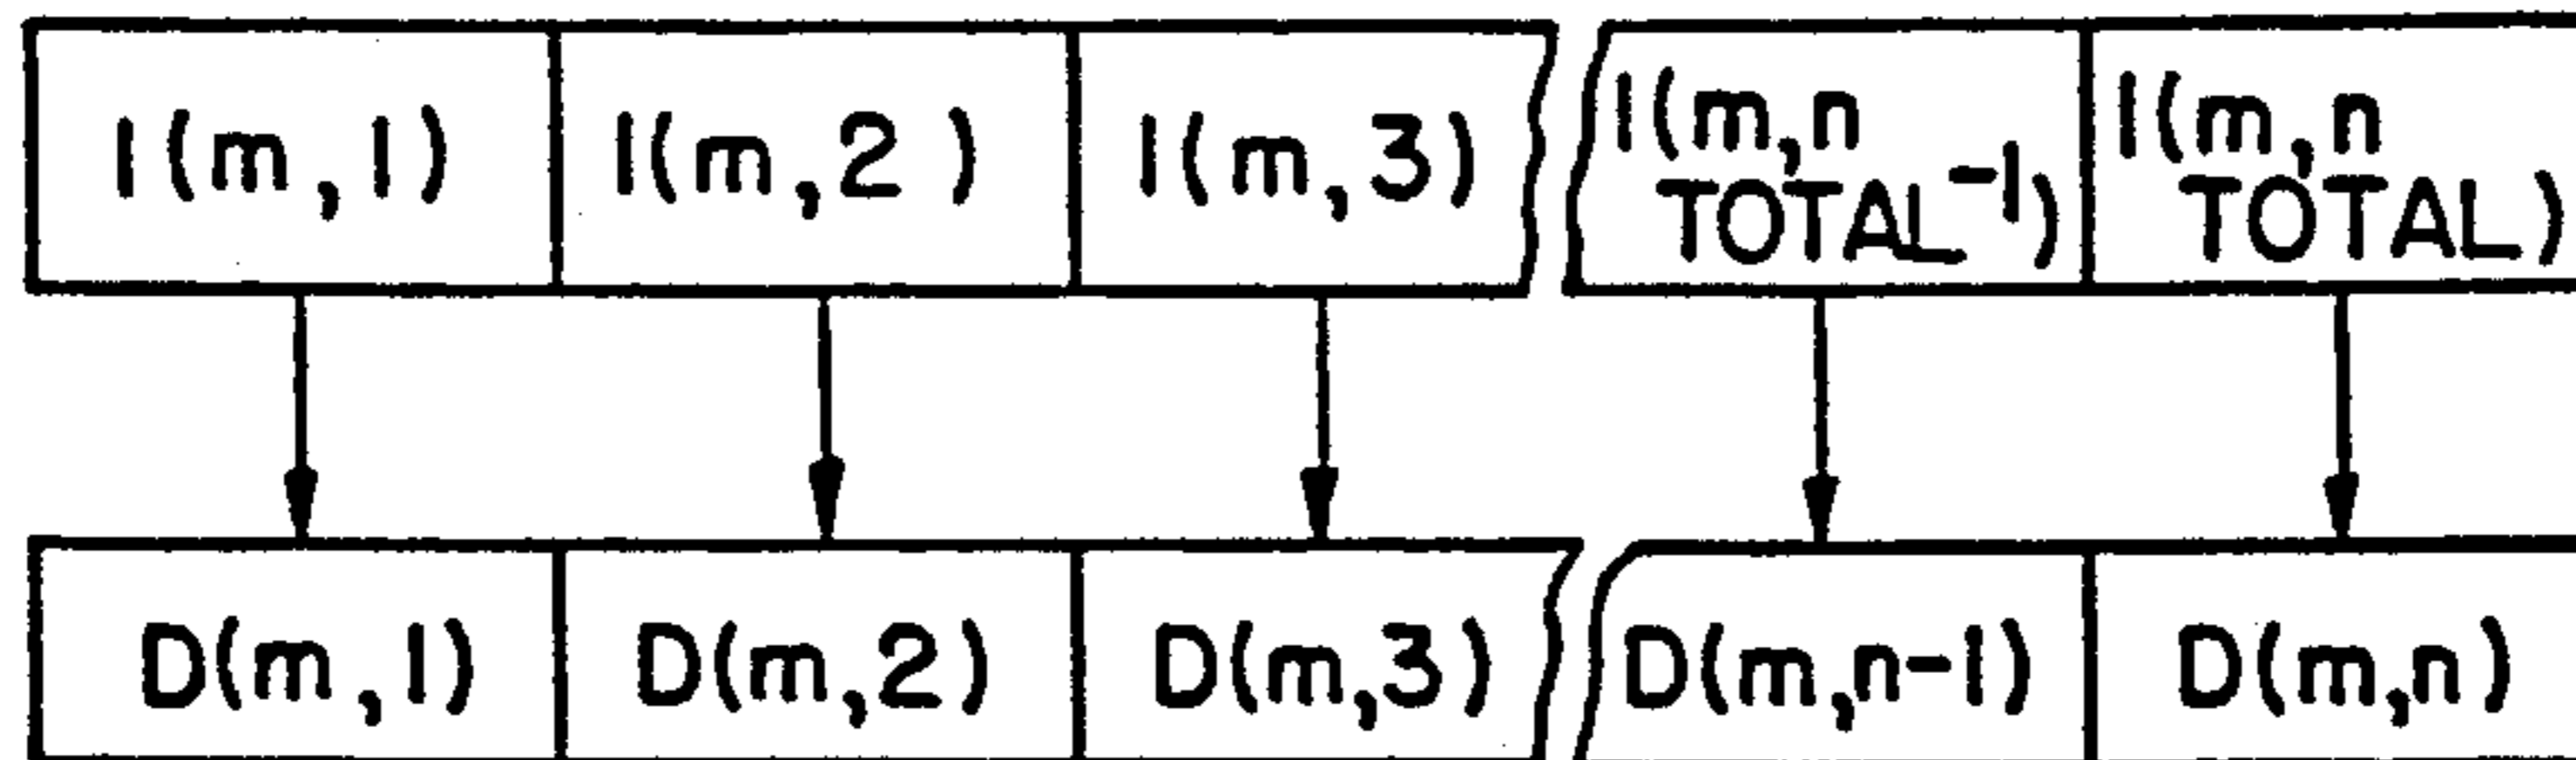 I(m,1) I(m,2) I(m,3) I(m,n I(m,n
TOTAL-1) TOTAL)
D(m,1) D(m,2) D(m,3) D(m,n-1) D(m,n)